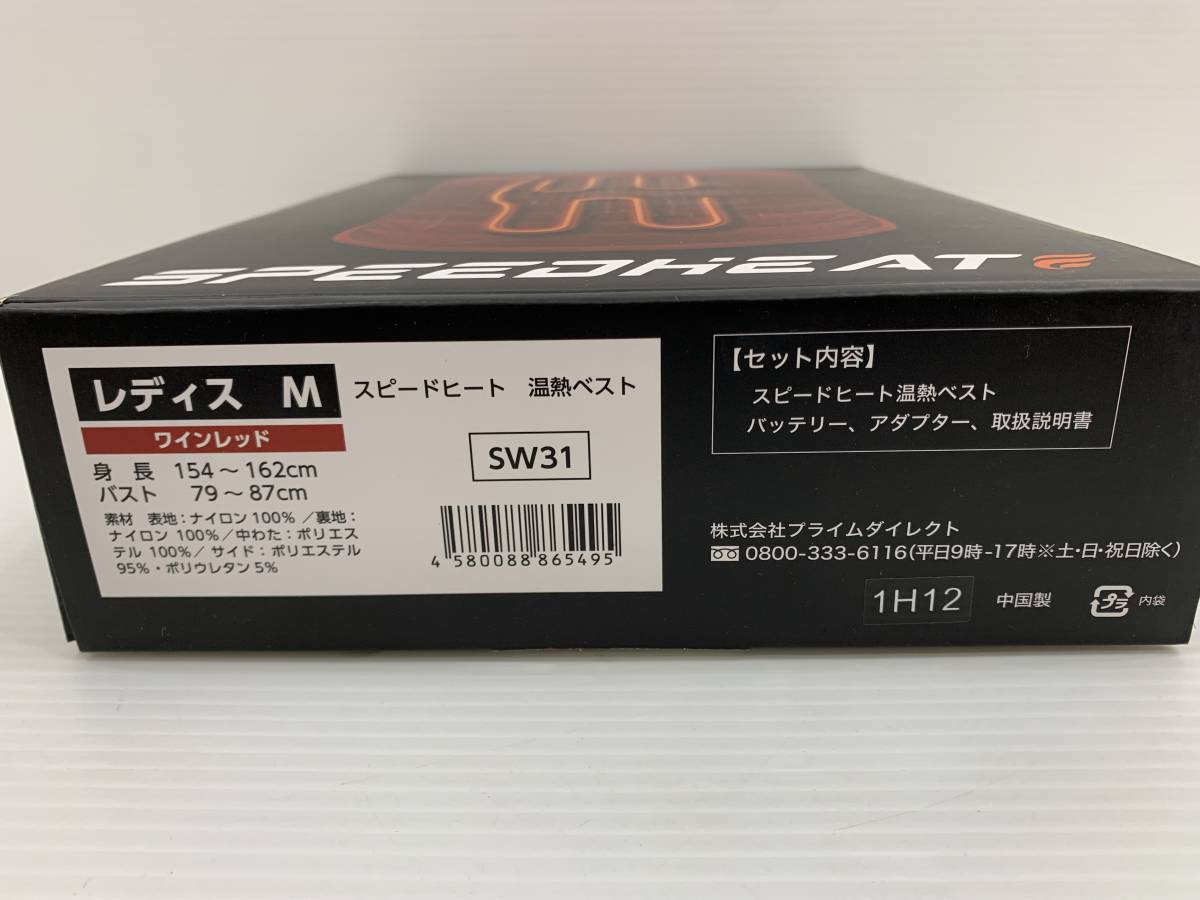 SPEEDHEAT
レディス M
ワインレッド
身 長 154～162cm
バスト 79～87cm
素材 表地：ナイロン100％／裏地：
ナイロン 100％/中わた：ポリエス
テル 100％/ サイド：ポリエステル
95％・ポリウレタン 5％
スピードヒート 温熱ベスト
SW31
4 580088 865495
【セット内容】
スピードヒート温熱ベスト
バッテリー、アダプター、取扱説明書
株式会社プライムダイレクト
0800-333-6116(平日9時-17時※土・日・祝日除く)
1H12 中国製 プラ 内袋